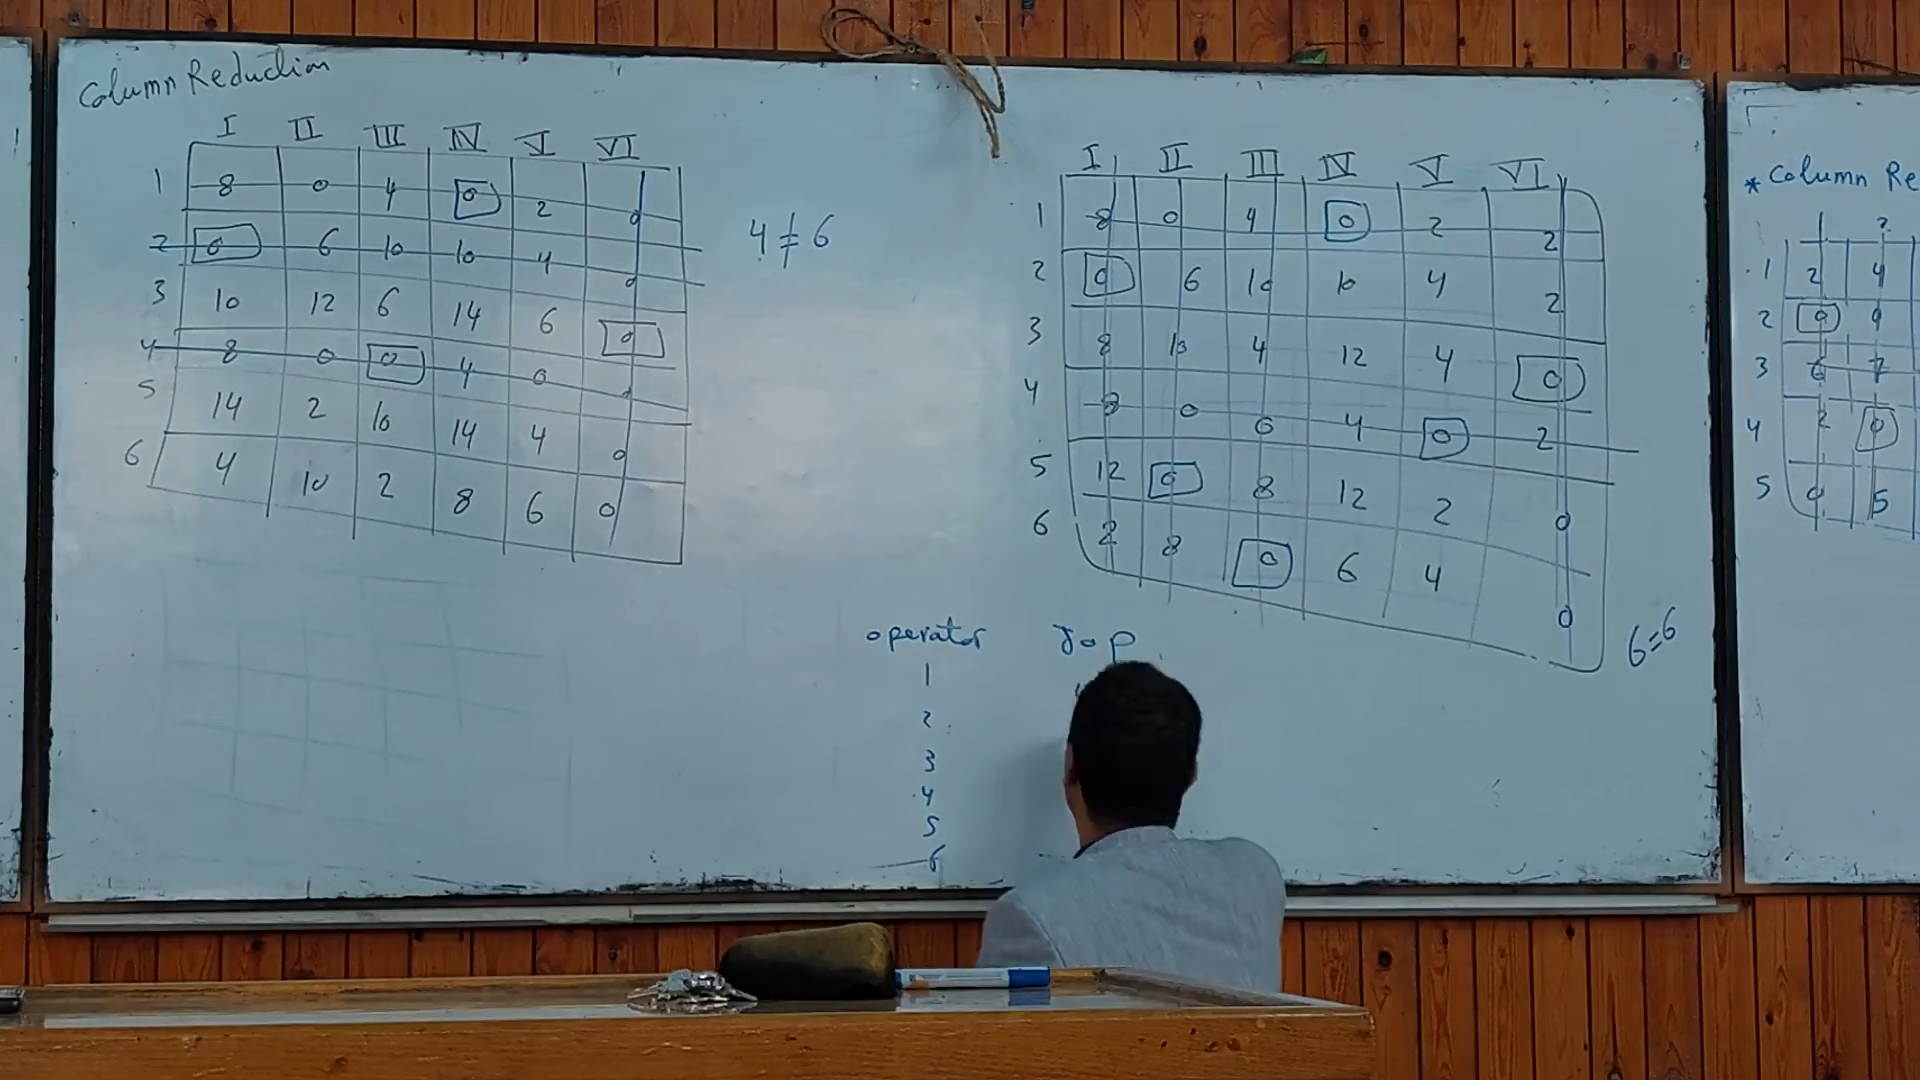 Column Reduction
I II III IV V VI
1 8 0 4 0 2 0
2 0 6 10 10 4 0
3 10 12 6 14 6 0
4 8 0 0 4 0 0
5 14 2 10 14 4 0
6 4 10 2 8 6 0
4 ≠ 6
I II III IV V VI
1 8 0 4 0 2 2
2 0 6 10 10 4 2
3 8 10 4 12 4 0
4 8 0 0 4 0 2
5 12 0 8 12 2 0
6 2 8 0 6 4 0
6=6
operator Jop
1
2
3
4
5
6
* Column Re
1 2
1 2 4
2 0
3
4 2 0
5 0 5